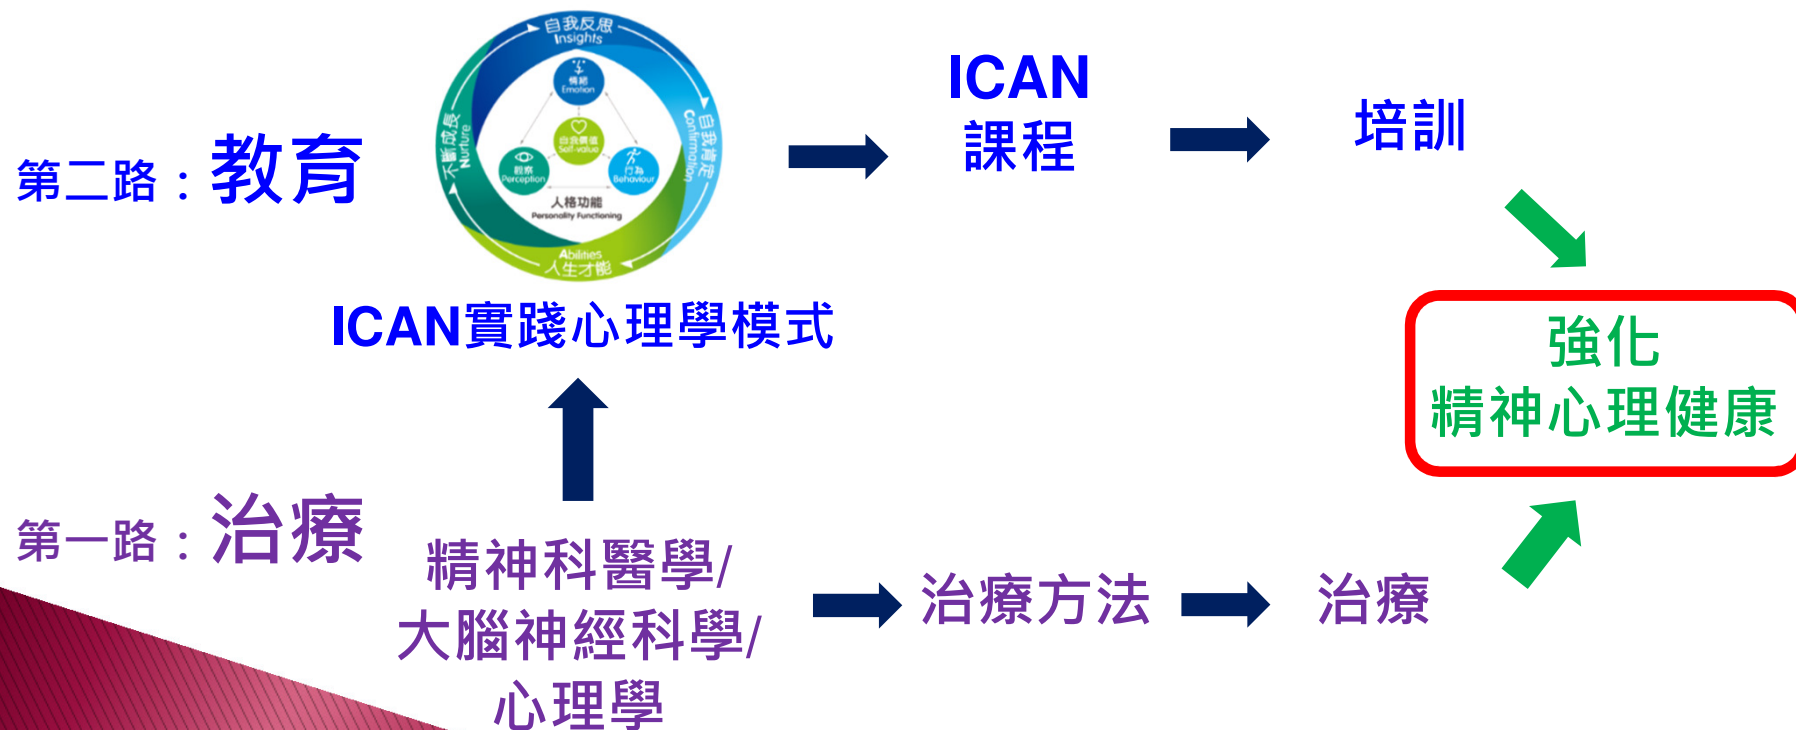 自我反思
Insights
自我肯定
Confirmation
人生才能
Abilities
不斷成長
Nurture
情緒
Emotion
自我價值
Self-value
觀察
Perception
行為
Behaviour
人格功能
Personality Functioning
ICAN
課程
培訓
第二路：教育
ICAN實踐心理學模式
強化
精神心理健康
第一路：治療
精神科醫學/
大腦神經科學/
心理學
治療方法
治療